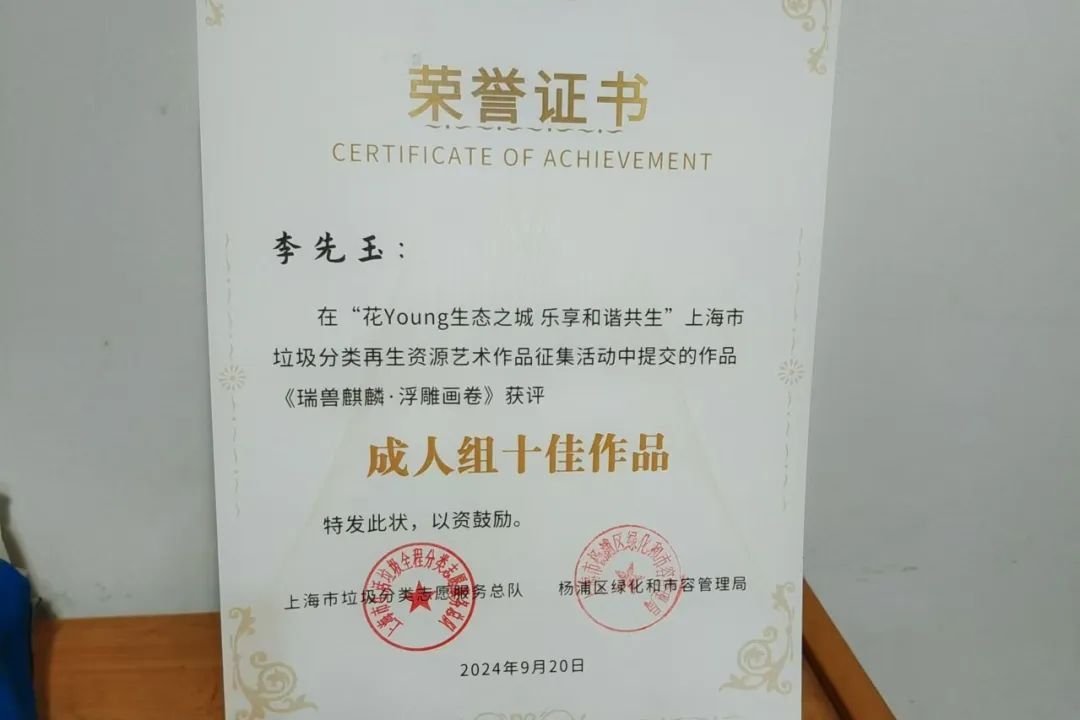 荣誉证书
CERTIFICATE OF ACHIEVEMENT
李先玉：
在“花Young生态之城 乐享和谐共生”上海市
垃圾分类再生资源艺术作品征集活动中提交的作品
《瑞兽麒麟·浮雕画卷》获评
成人组十佳作品
特发此状，以资鼓励。
上海市垃圾分类志愿服务总队 杨浦区绿化和市容管理局
2024年9月20日